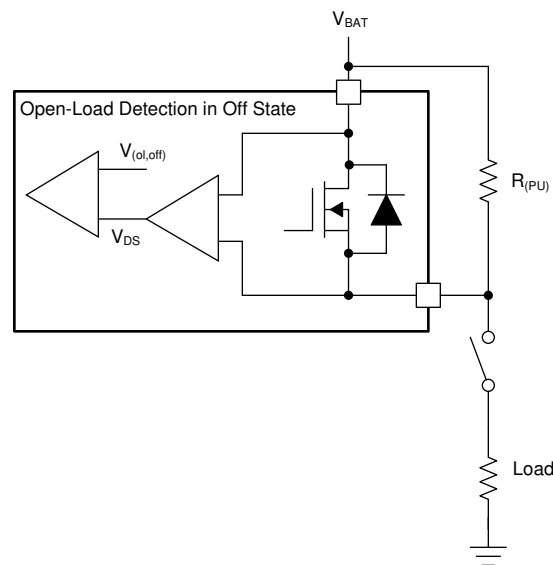 VBAT
Open-Load Detection in Off State
V(ol,off)
R(PU)
VDS
Load